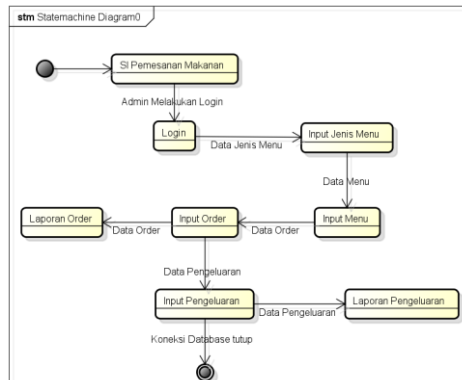 stm Statemachine Diagram0
SI Pemesanan Makanan
Admin Melakukan Login
Login
Data Jenis Menu
Input Jenis Menu
Data Menu
Laporan Order
Data Order
Input Order
Data Order
Input Menu
Data Pengeluaran
Input Pengeluaran
Data Pengeluaran
Laporan Pengeluaran
Koneksi Database tutup